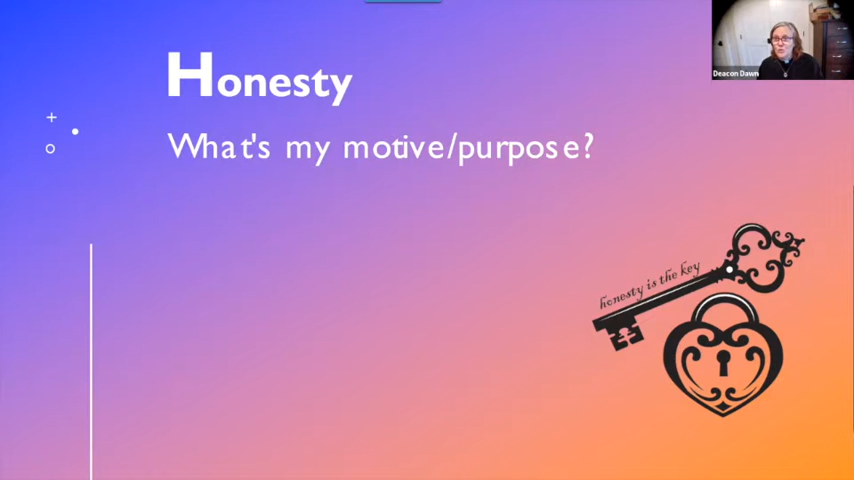 Honesty
What's my motive/purpose?
honesty is the key
Deacon Dawn